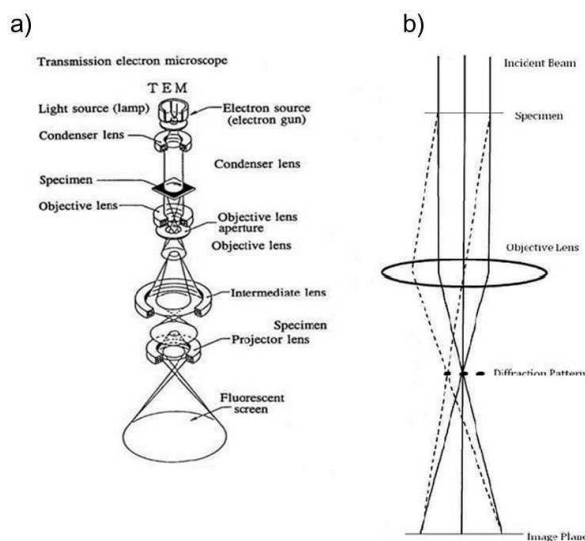 a)
Transmission electron microscope
TEM
Light source (lamp)
Electron source
(electron gun)
Condenser lens
Condenser lens
Specimen
Objective lens
Objective lens
aperture
Objective lens
Intermediate lens
Specimen
Projector lens
Fluorescent
screen
b)
Incident Beam
Specimen
Objective Lens
Diffraction Pattern
Image Plane